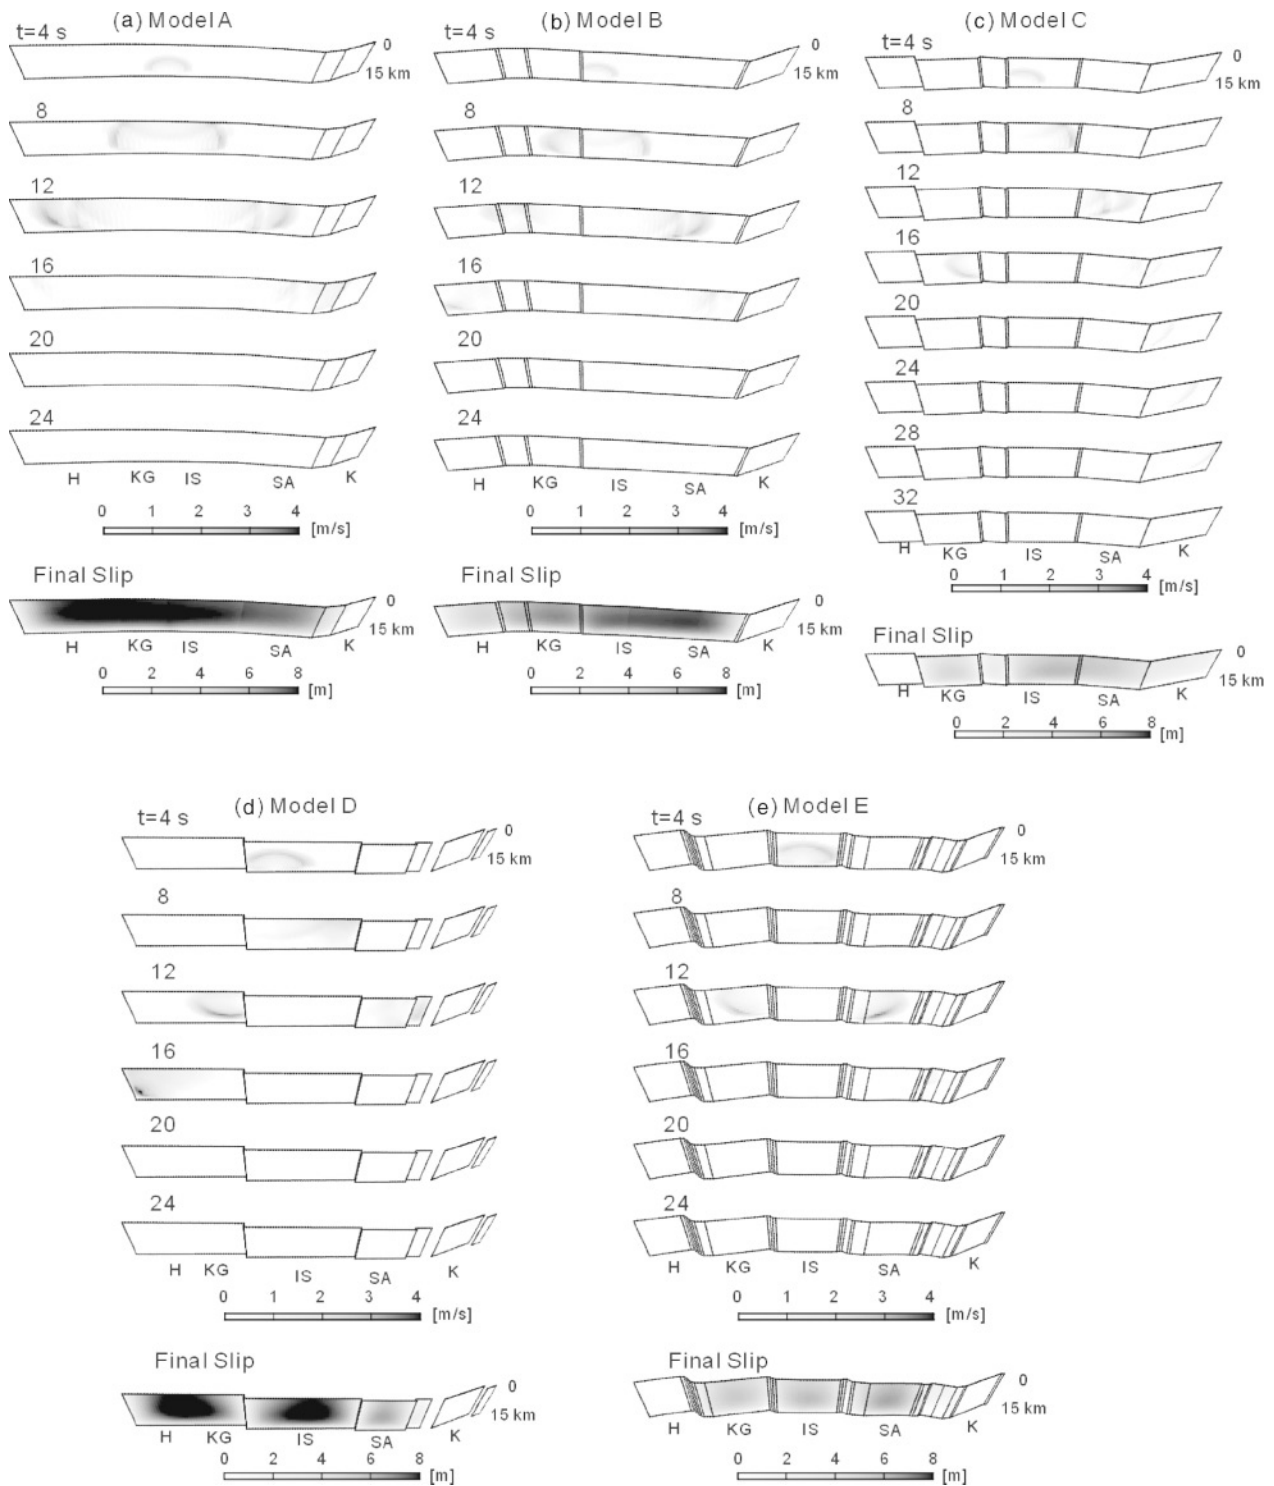 (a) Model A
t=4 s
0
15 km
8
12
16
20
24
H KG IS SA K
0 1 2 3 4 [m/s]
Final Slip
0
15 km
H KG IS SA K
0 2 4 6 8 [m]
(b) Model B
t=4 s
0
15 km
8
12
16
20
24
H KG IS SA K
0 1 2 3 4 [m/s]
Final Slip
0
15 km
H KG IS SA K
0 2 4 6 8 [m]
(c) Model C
t=4 s
0
15 km
8
12
16
20
24
28
32
H KG IS SA K
0 1 2 3 4 [m/s]
Final Slip
0
15 km
H KG IS SA K
0 2 4 6 8 [m]
(d) Model D
t=4 s
0
15 km
8
12
16
20
24
H KG IS SA K
0 1 2 3 4 [m/s]
Final Slip
0
15 km
H KG IS SA K
0 2 4 6 8 [m]
(e) Model E
t=4 s
0
15 km
8
12
16
20
24
H KG IS SA K
0 1 2 3 4 [m/s]
Final Slip
0
15 km
H KG IS SA K
0 2 4 6 8 [m]